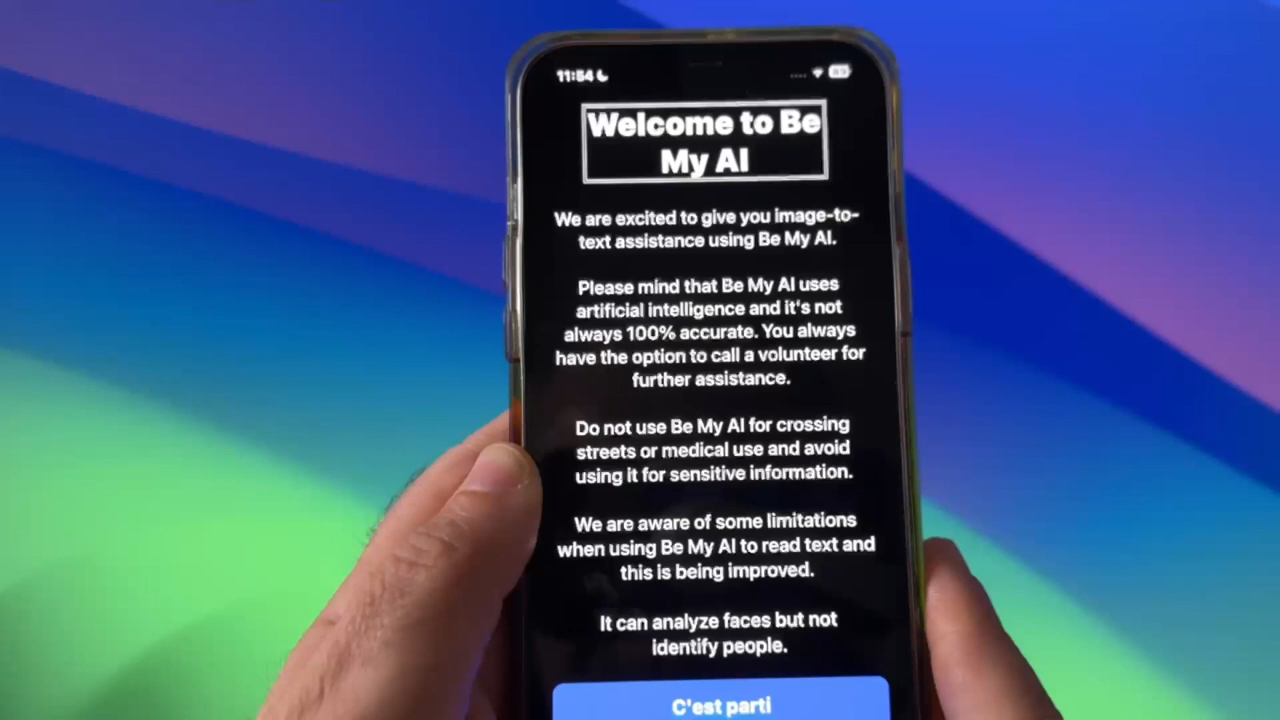 11:54
Welcome to Be
My AI
We are excited to give you image-to-
text assistance using Be My AI.
Please mind that Be My AI uses
artificial intelligence and it's not
always 100% accurate. You always
have the option to call a volunteer for
further assistance.
Do not use Be My AI for crossing
streets or medical use and avoid
using it for sensitive information.
We are aware of some limitations
when using Be My AI to read text and
this is being improved.
It can analyze faces but not
identify people.
C'est parti